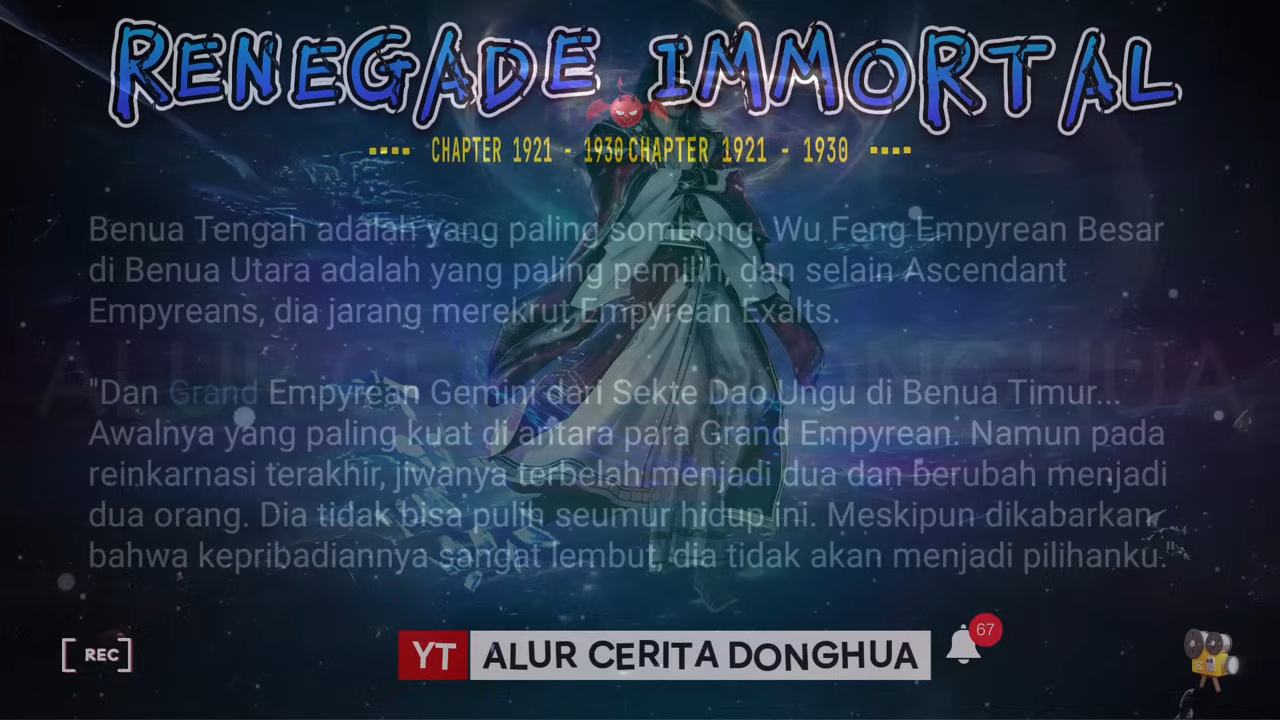 RENEGADE IMMORTAL
CHAPTER 1921 - 1930 CHAPTER 1921 - 1930
Benua Tengah adalah yang paling sombong. Wu Feng Empyrean Besar
di Benua Utara adalah yang paling pemilih, dan selain Ascendant
Empyreans, dia jarang merekrut Empyrean Exalts.
"Dan Grand Empyrean Gemini dari Sekte Dao Ungu di Benua Timur...
Awalnya yang paling kuat di antara para Grand Empyrean. Namun pada
reinkarnasi terakhir, jiwanya terbelah menjadi dua dan berubah menjadi
dua orang. Dia tidak bisa pulih seumur hidup ini. Meskipun dikabarkan
bahwa kepribadiannya sangat lembut, dia tidak akan menjadi pilihanku.
ALUR CERITA DONGHUA
[REC]
YT ALUR CERITA DONGHUA
67